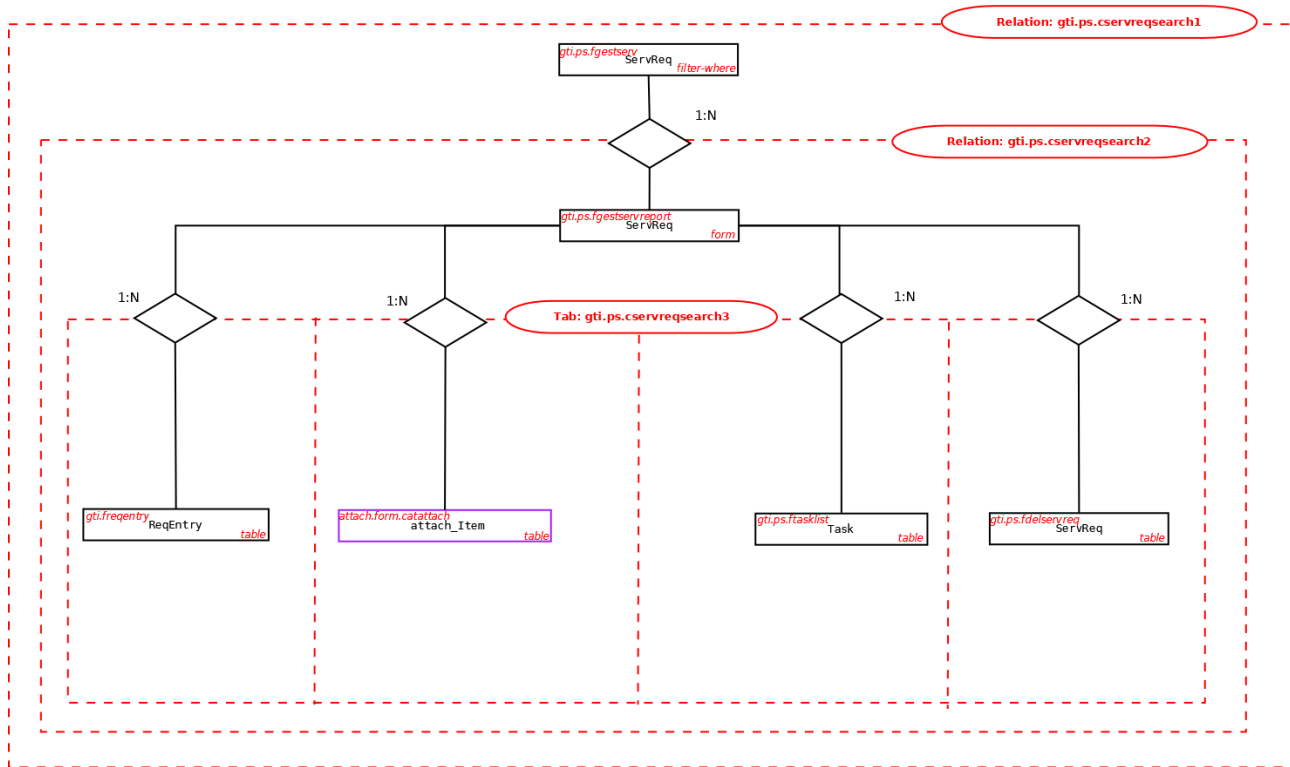 Relation: gti.ps.cservreqsearch1
gti.ps.fgestserv
ServReq
filter-where
1:N
Relation: gti.ps.cservreqsearch2
gti.ps.fgestservreport
ServReq
form
1:N
1:N
Tab: gti.ps.cservreqsearch3
1:N
1:N
gti.freqentry
ReqEntry
table
attach.form.catattach
attach_Item
table
gti.ps.ftasklist
Task
table
gti.ps.fdelservreq
ServReq
table